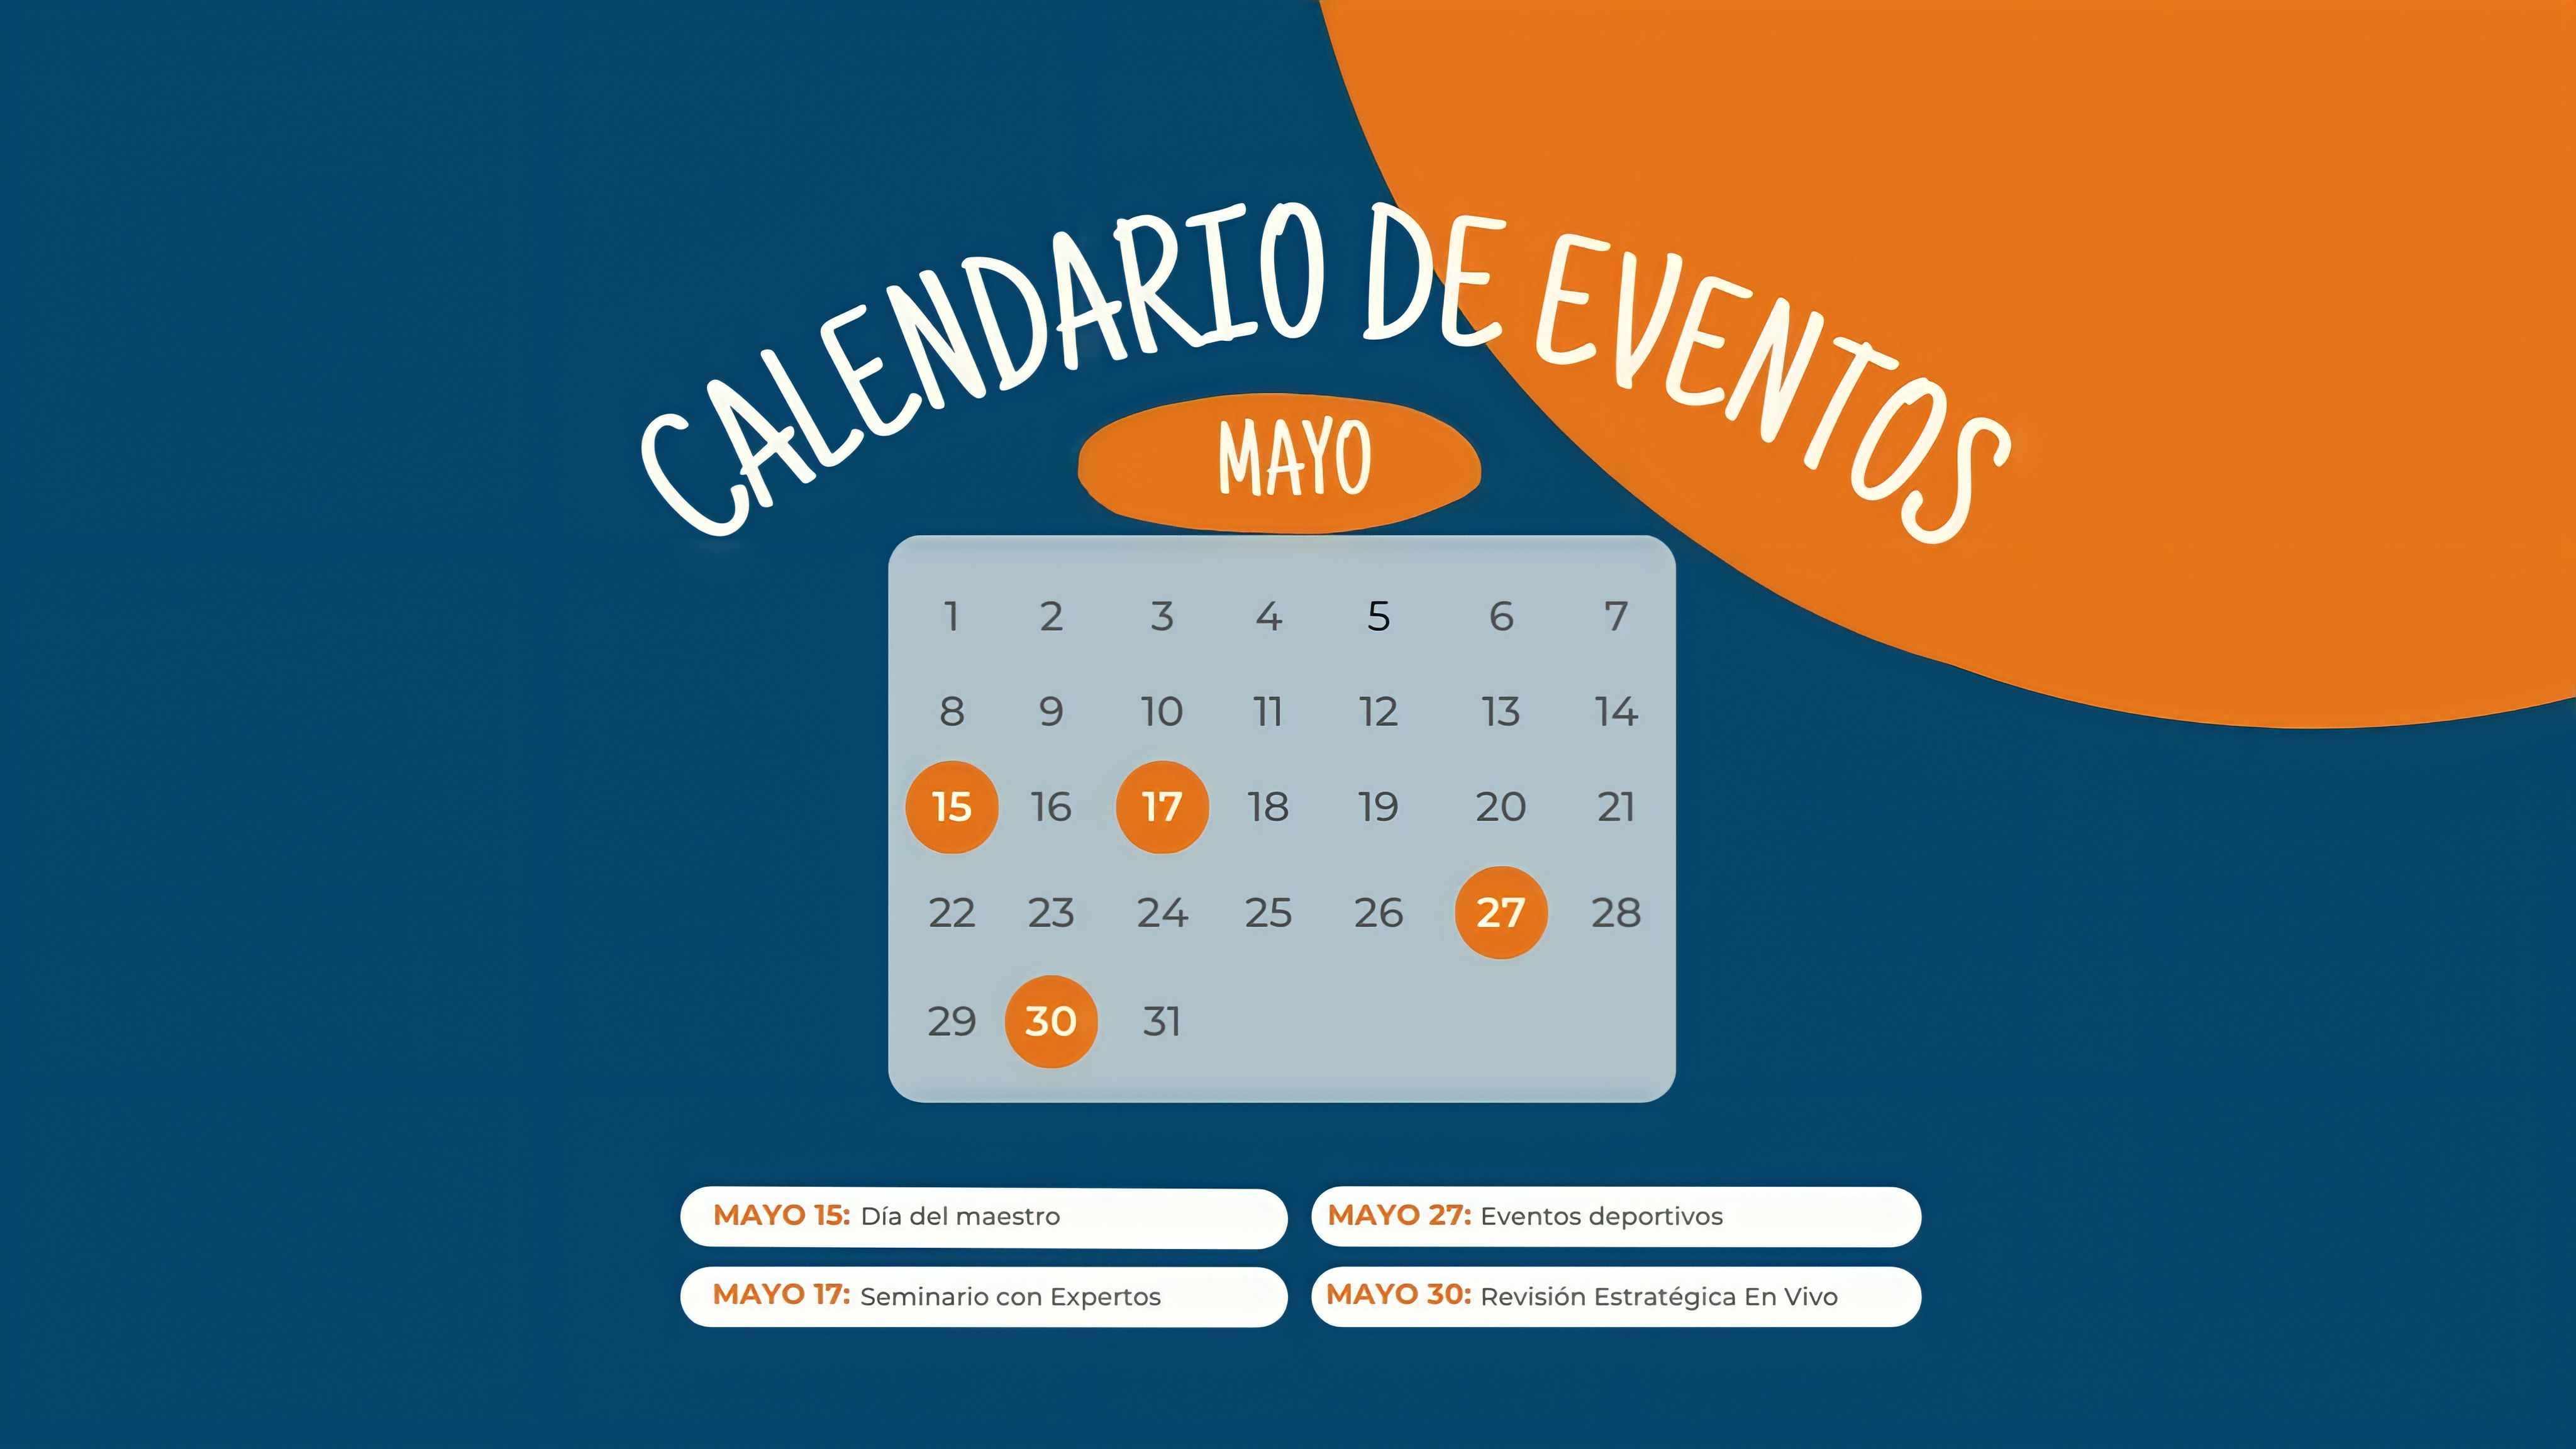 CALENDARIO DE EVENTOS
MAYO
1 2 3 4 5 6 7
8 9 10 11 12 13 14
15 16 17 18 19 20 21
22 23 24 25 26 27 28
29 30 31
MAYO 15: Día del maestro
MAYO 27: Eventos deportivos
MAYO 17: Seminario con Expertos
MAYO 30: Revisión Estratégica En Vivo